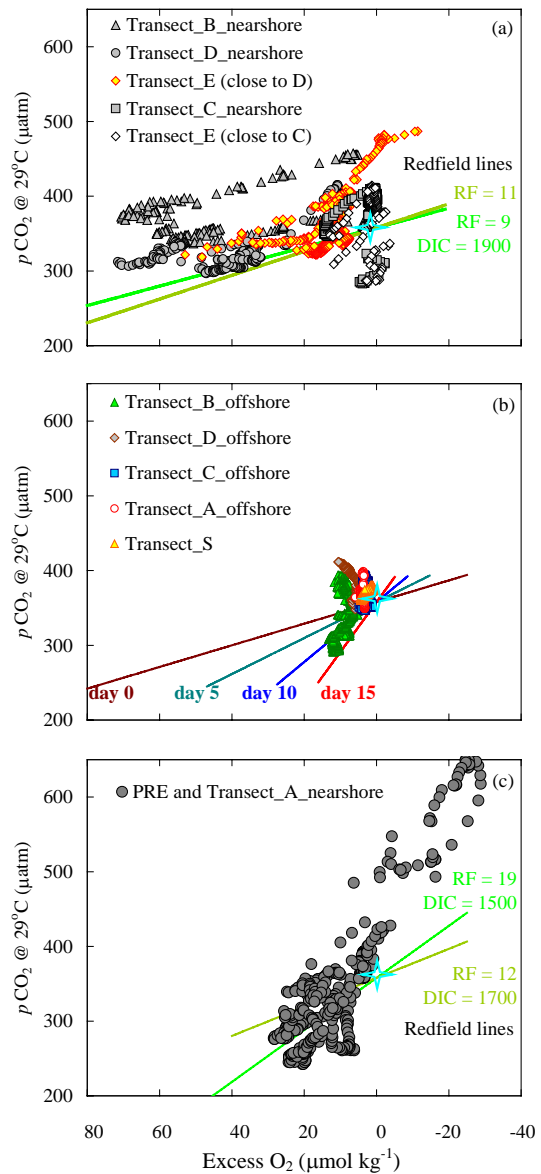 (a)
Transect_B_nearshore
Transect_D_nearshore
Transect_E (close to D)
Transect_C_nearshore
Transect_E (close to C)
Redfield lines
RF = 11
RF = 9
DIC = 1900
600
500
400
300
200
p CO2 @ 29°C (μatm)
(b)
Transect_B_offshore
Transect_D_offshore
Transect_C_offshore
Transect_A_offshore
Transect_S
day 0
day 5
day 10
day 15
600
500
400
300
200
p CO2 @ 29°C (μatm)
(c)
PRE and Transect_A_nearshore
RF = 19
DIC = 1500
RF = 12
DIC = 1700
Redfield lines
600
500
400
300
200
p CO2 @ 29°C (μatm)
80 60 40 20 0 -20 -40
Excess O2 (μmol kg-1)